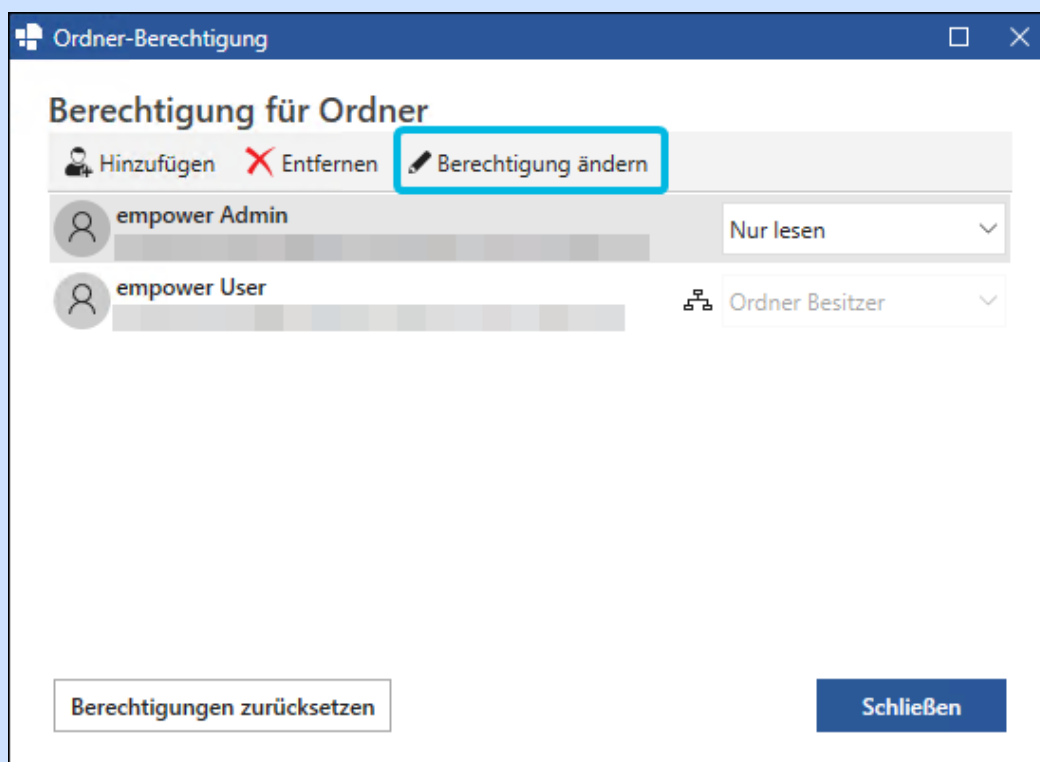 Ordner-Berechtigung
Berechtigung für Ordner
Hinzufügen Entfernen Berechtigung ändern
empower Admin
Nur lesen
empower User
Ordner Besitzer
Berechtigungen zurücksetzen Schließen